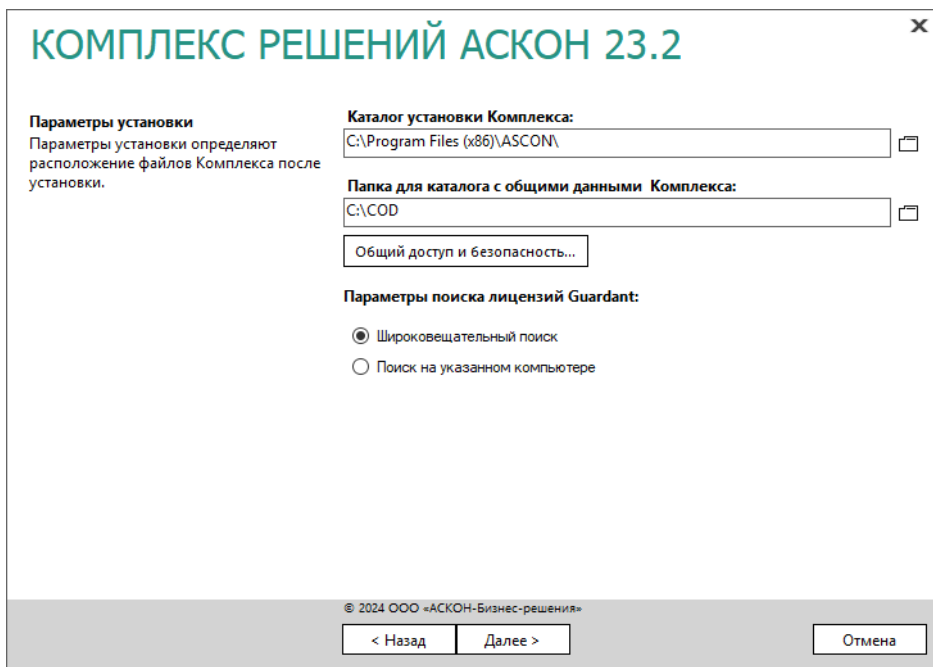 КОМПЛЕКС РЕШЕНИЙ АСКОН 23.2
Параметры установки
Параметры установки определяют
расположение файлов Комплекса после
установки.
Каталог установки Комплекса:
C:\Program Files (x86)\ASCON\
Папка для каталога с общими данными  Комплекса:
C:\COD
Общий доступ и безопасность...
Параметры поиска лицензий Guardant:
Широковещательный поиск
Поиск на указанном компьютере
© 2024 ООО «АСКОН-Бизнес-решения»
< Назад
Далее >
Отмена